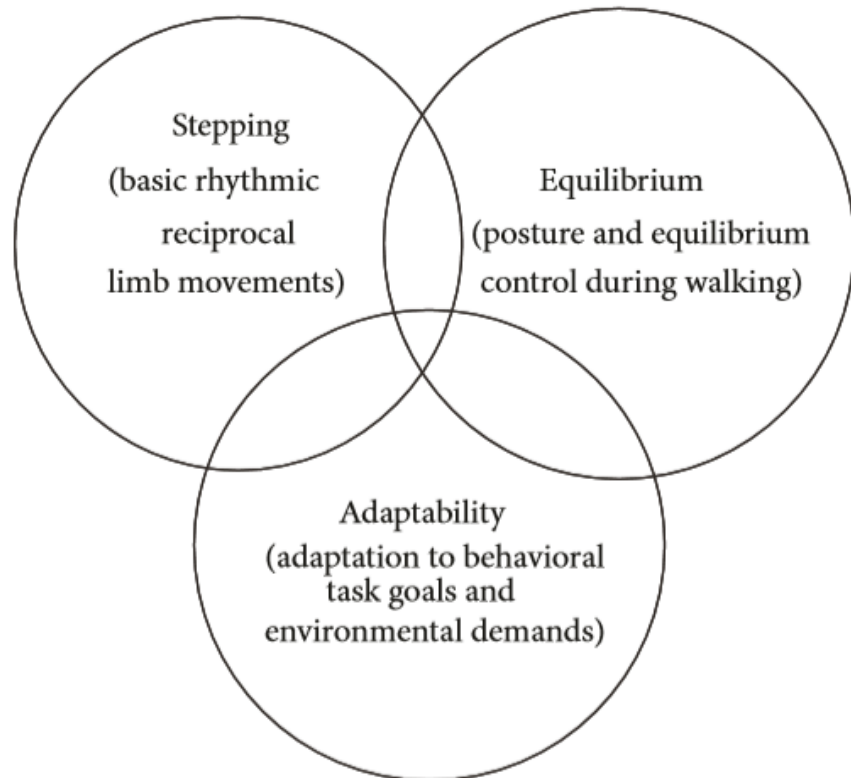 Stepping
(basic rhythmic
reciprocal
limb movements)
Equilibrium
(posture and equilibrium
control during walking)
Adaptability
(adaptation to behavioral
task goals and
environmental demands)